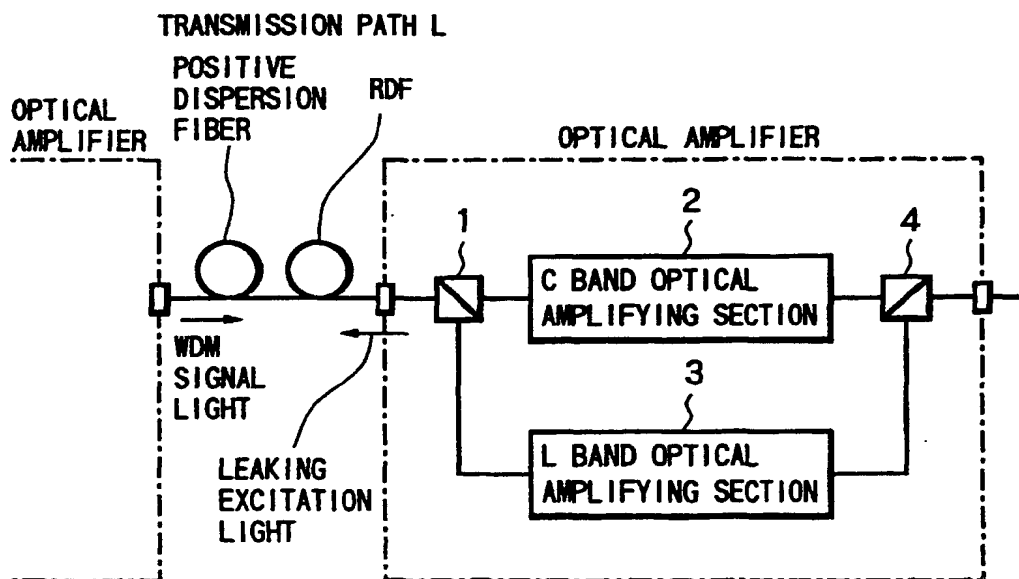 TRANSMISSION PATH L
POSITIVE
DISPERSION
FIBER
RDF
OPTICAL
AMPLIFIER
OPTICAL AMPLIFIER
1
2
4
C BAND OPTICAL
AMPLIFYING SECTION
WDM
SIGNAL
LIGHT
3
L BAND OPTICAL
AMPLIFYING SECTION
LEAKING
EXCITATION
LIGHT